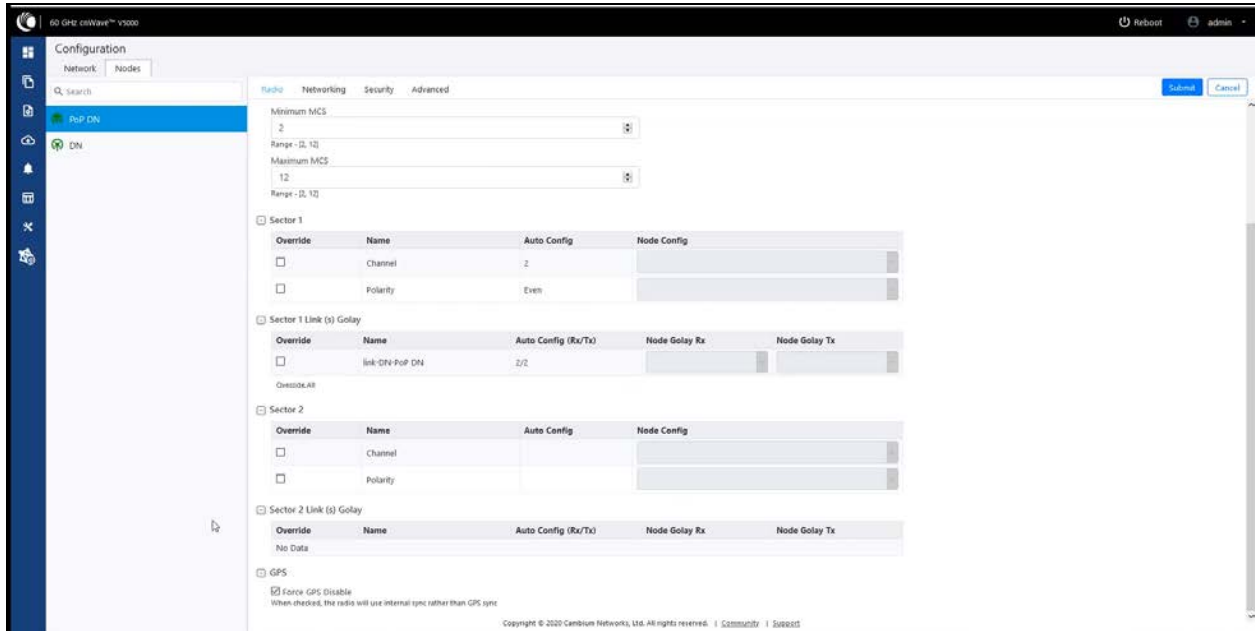 60 GHz cnWave™ V5000
Reboot
admin
Configuration
Network Nodes
Search
Radio Networking Security Advanced
Submit Cancel
PoP DN
DN
Minimum MCS
2
Range - [2, 12]
Maximum MCS
12
Range - [2, 12]
Sector 1
Override Name Auto Config Node Config
Channel 2
Polarity Even
Sector 1 Link (s) Golay
Override Name Auto Config (Rx/Tx) Node Golay Rx Node Golay Tx
link-DN-PoP DN 2/2
Override All
Sector 2
Override Name Auto Config Node Config
Channel
Polarity
Sector 2 Link (s) Golay
Override Name Auto Config (Rx/Tx) Node Golay Rx Node Golay Tx
No Data
GPS
Force GPS Disable
When checked, the radio will use internal sync rather than GPS sync
Copyright © 2020 Cambium Networks, Ltd. All rights reserved. | Community | Support